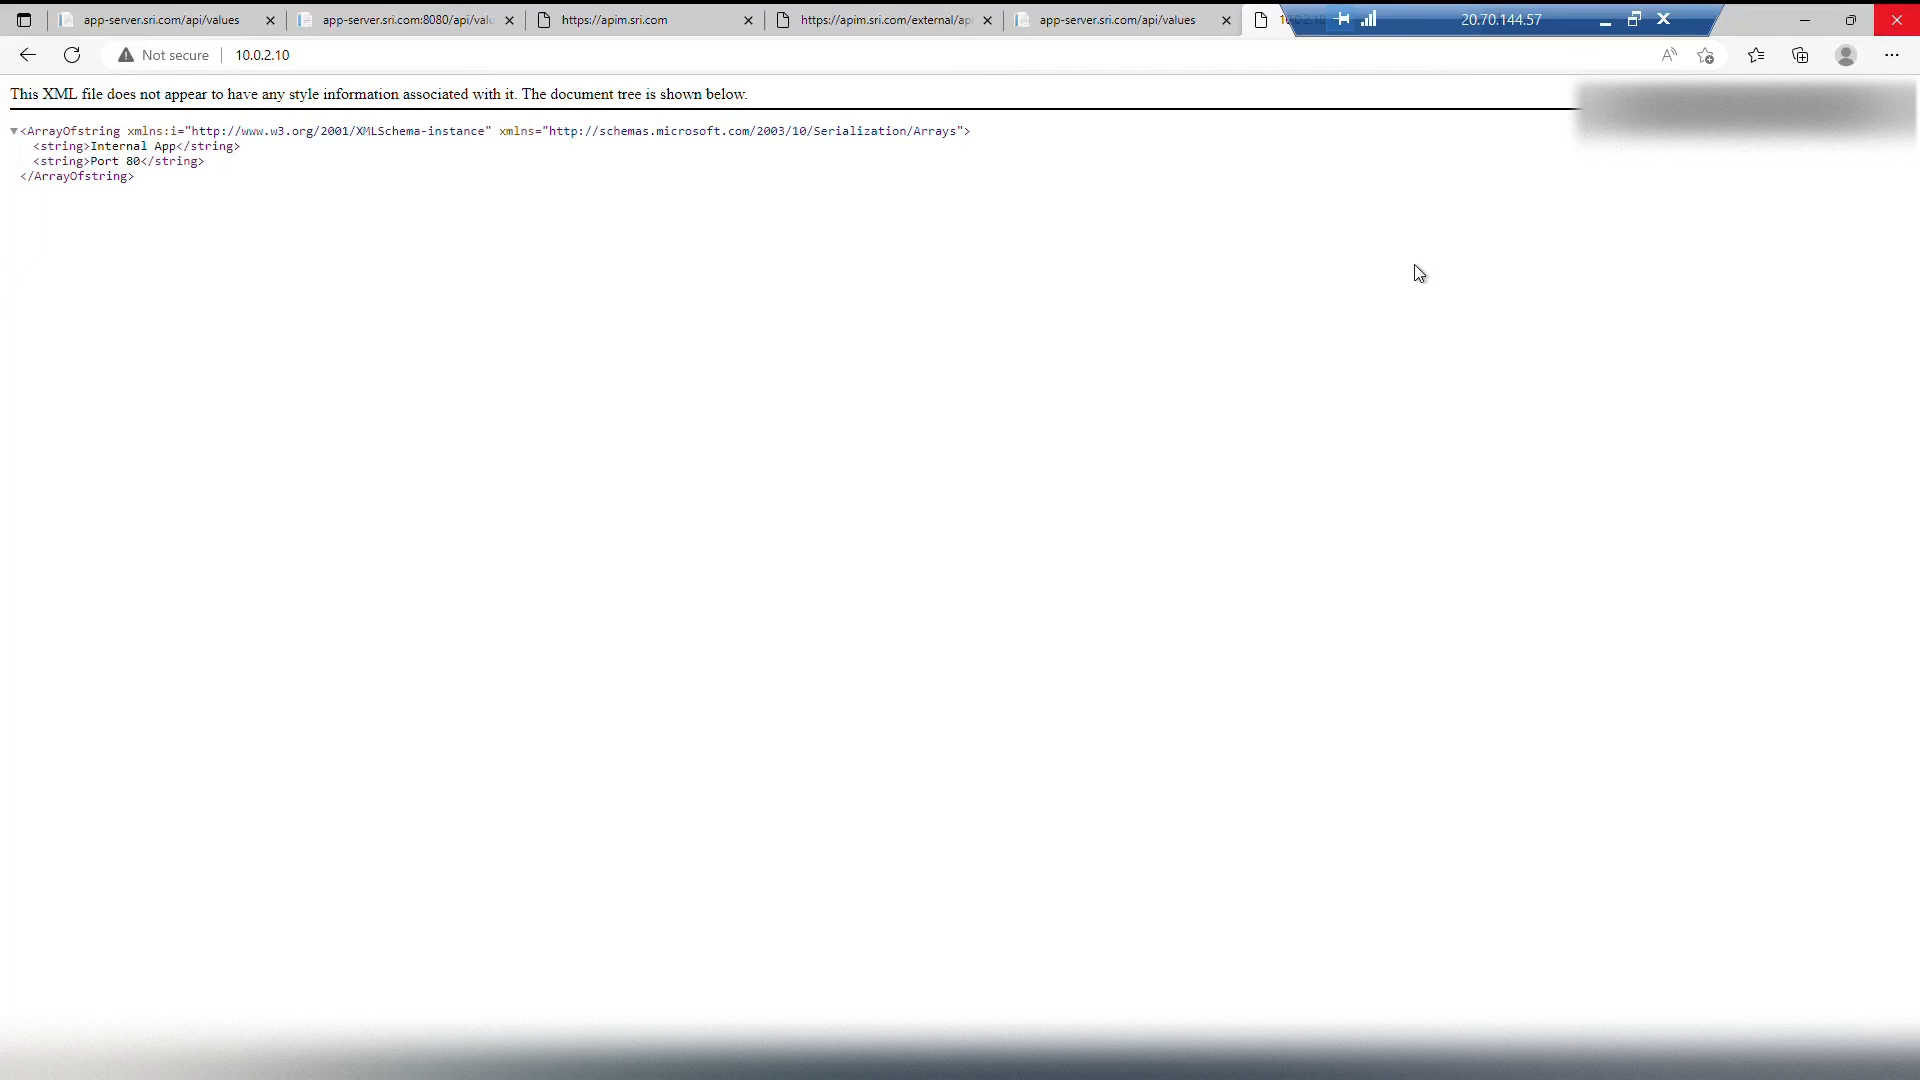 app-server.sri.com/api/values
app-server.sri.com:8080/api/valu
https://apim.sri.com
https://apim.sri.com/external/ap
app-server.sri.com/api/values
20.70.144.57
Not secure
10.0.2.10
This XML file does not appear to have any style information associated with it. The document tree is shown below.
▼<ArrayOfstring xmlns:i="http://www.w3.org/2001/XMLSchema-instance" xmlns="http://schemas.microsoft.com/2003/10/Serialization/Arrays">
<string>Internal App</string>
<string>Port 80</string>
</ArrayOfstring>